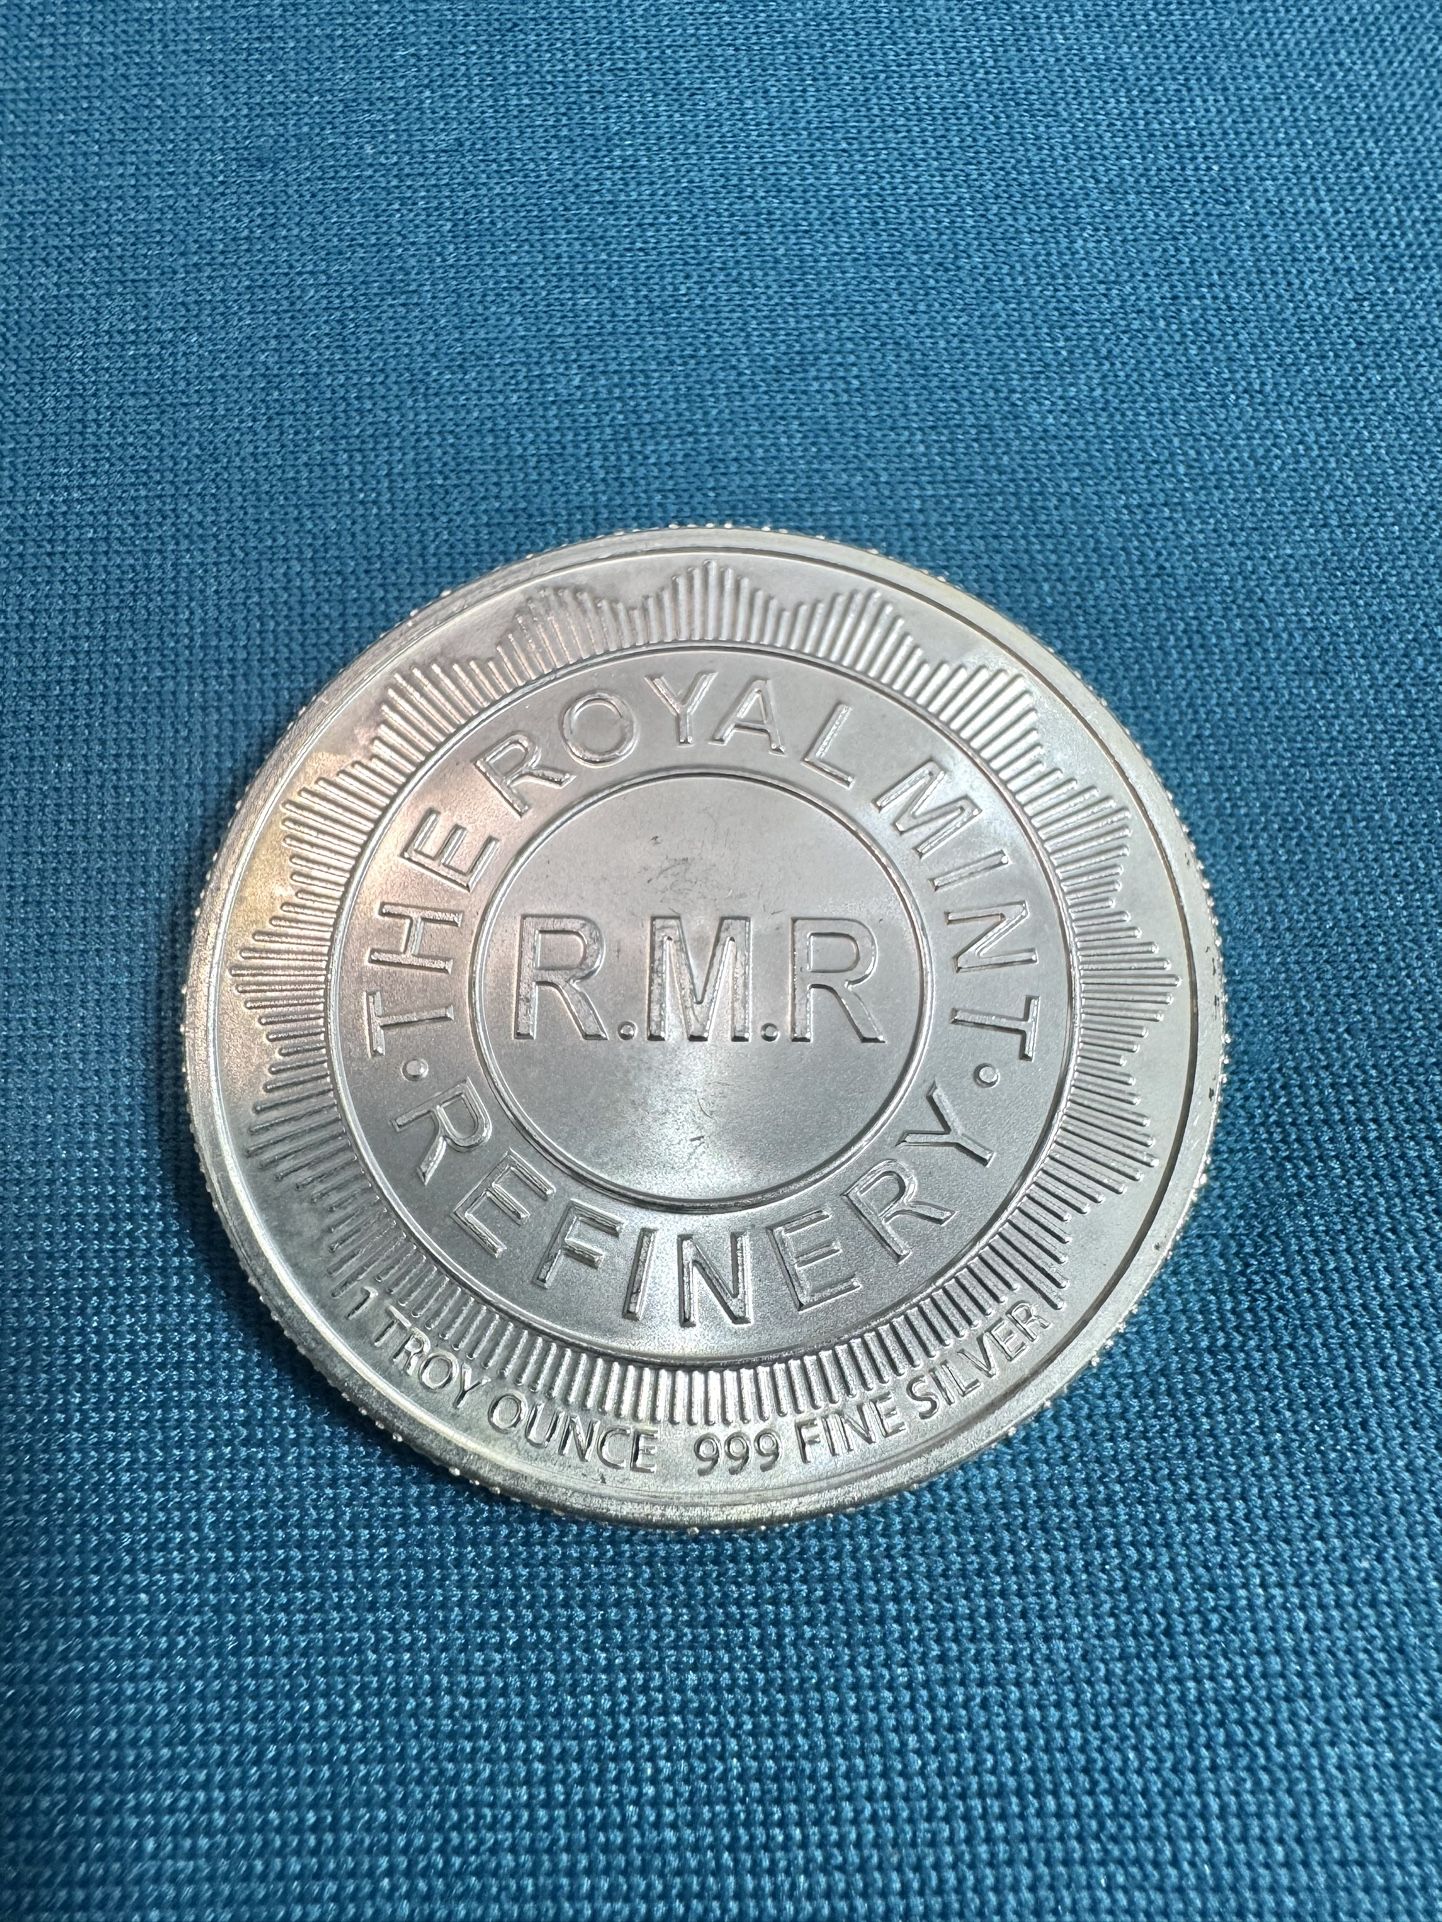 THE ROYAL MINT
· REFINERY ·
R.M.R
1 TROY OUNCE 999 FINE SILVER